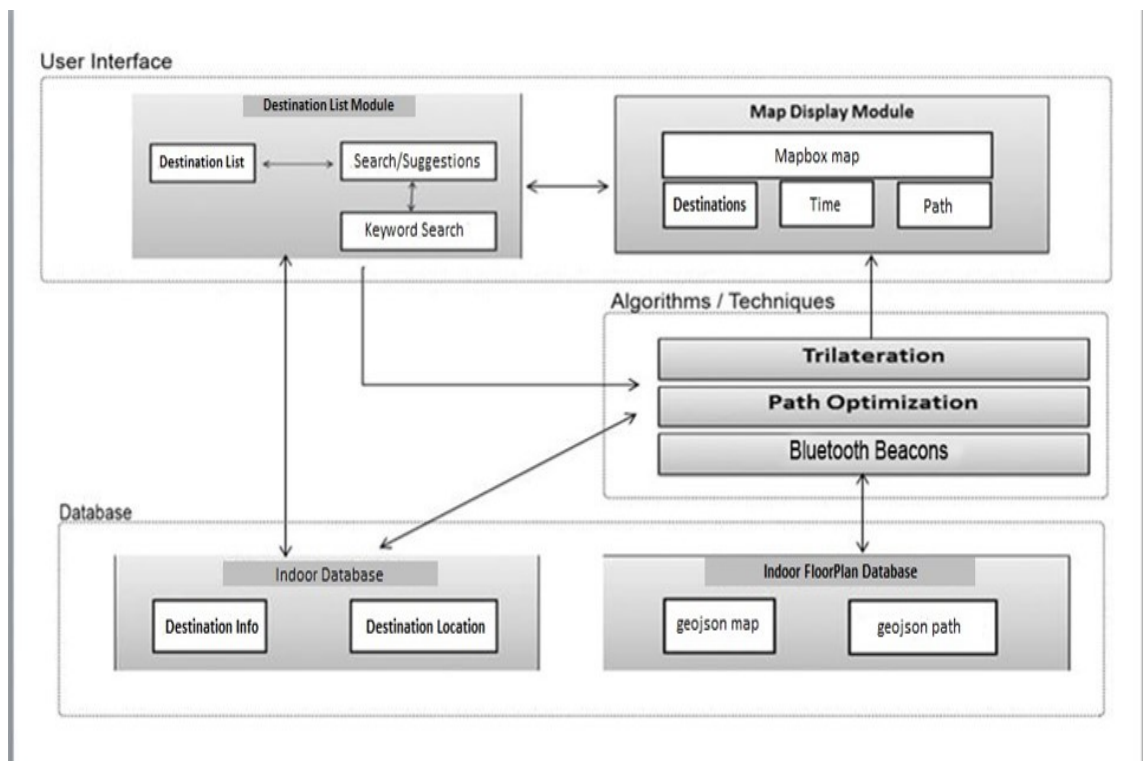 User Interface
Destination List Module
Destination List
Search/Suggestions
Keyword Search
Map Display Module
Mapbox map
Destinations
Time
Path
Algorithms / Techniques
Trilateration
Path Optimization
Bluetooth Beacons
Database
Indoor Database
Destination Info
Destination Location
Indoor FloorPlan Database
geojson map
geojson path